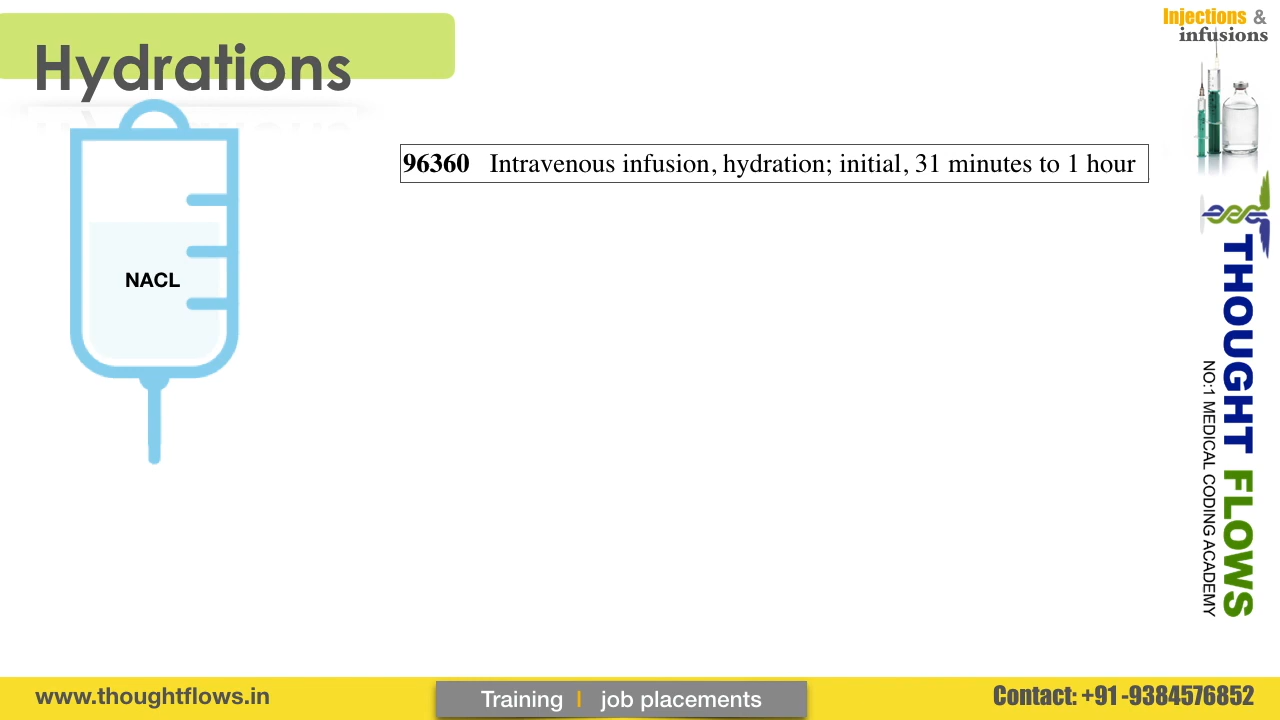 Hydrations
Injections &
infusions
96360 Intravenous infusion, hydration; initial, 31 minutes to 1 hour
NACL
THOUGHT FLOWS
NO:1 MEDICAL CODING ACADEMY
www.thoughtflows.in
Training | job placements
Contact: +91 -9384576852